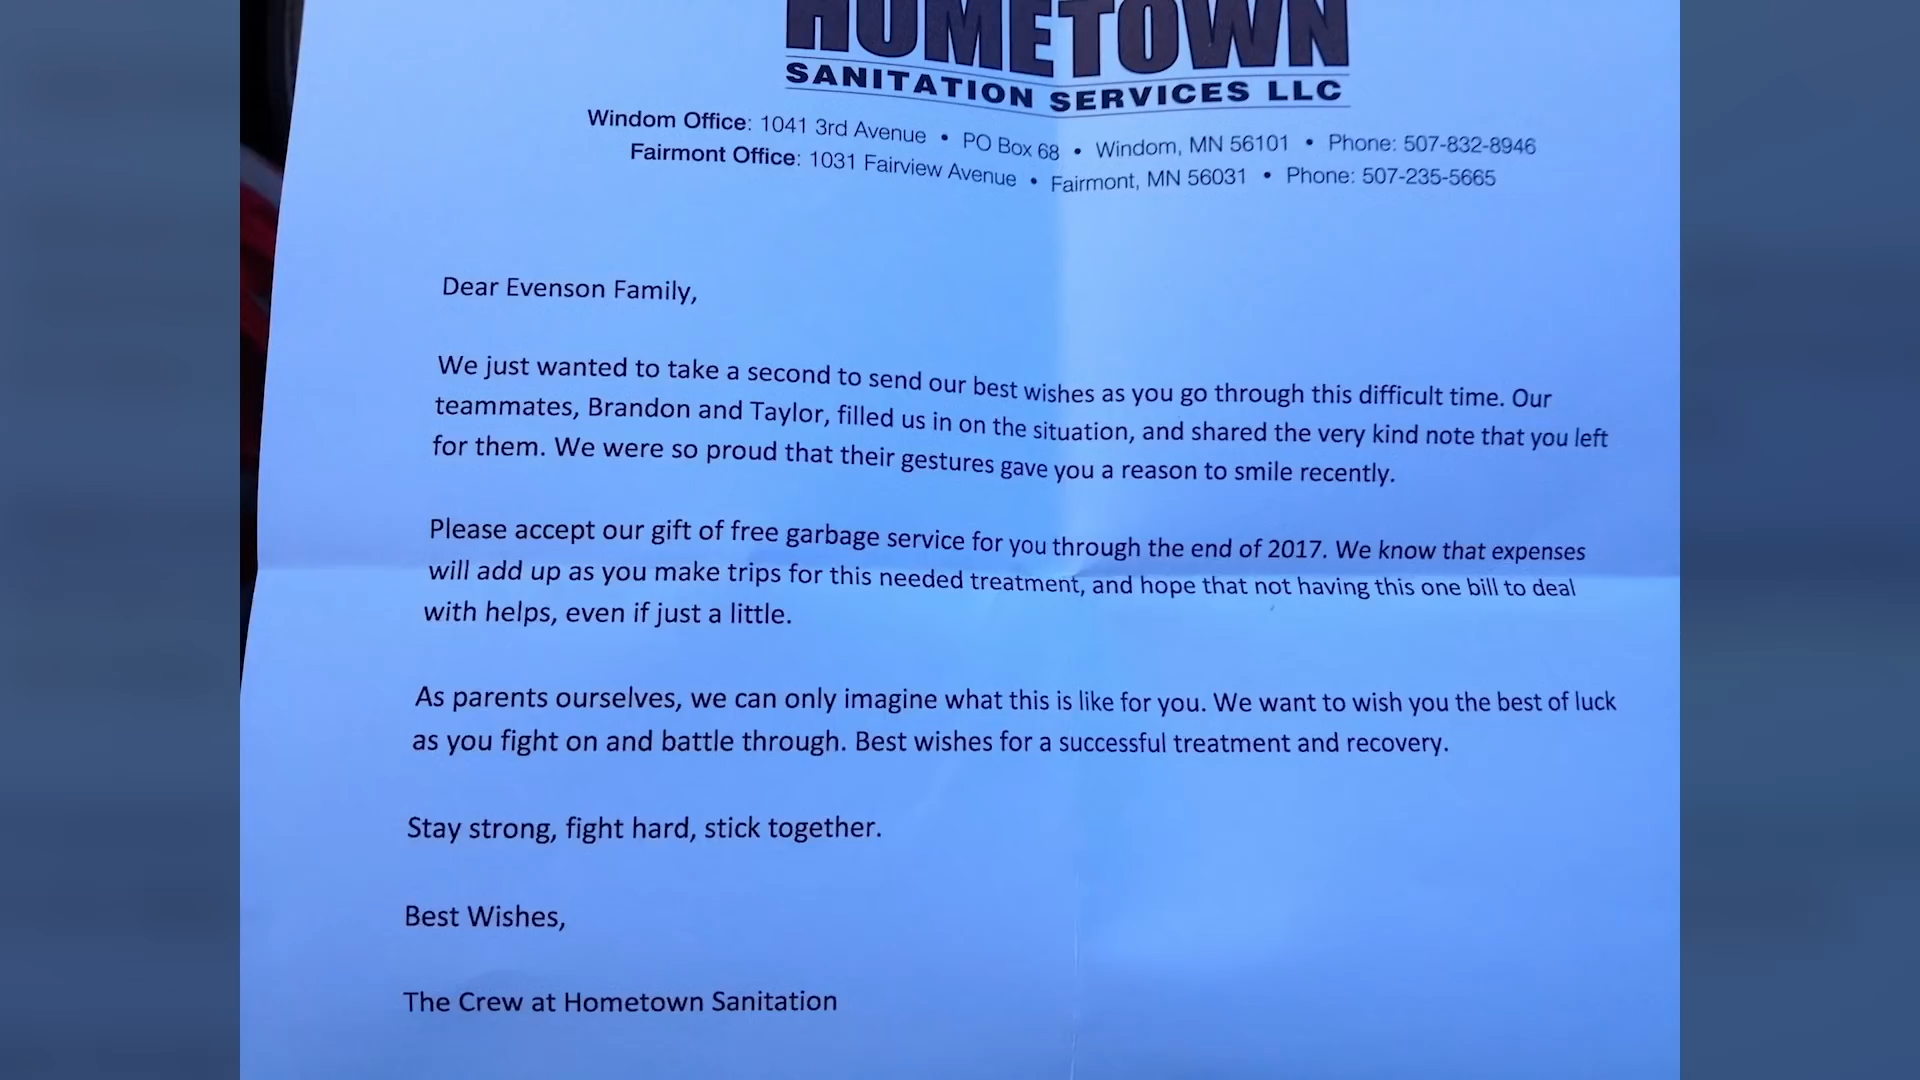 HOMETOWN
SANITATION SERVICES LLC
Windom Office: 1041 3rd Avenue • PO Box 68 • Windom, MN 56101 • Phone: 507-832-8946
Fairmont Office: 1031 Fairview Avenue • Fairmont, MN 56031 • Phone: 507-235-5665
Dear Evenson Family,
We just wanted to take a second to send our best wishes as you go through this difficult time. Our
teammates, Brandon and Taylor, filled us in on the situation, and shared the very kind note that you left
for them. We were so proud that their gestures gave you a reason to smile recently.
Please accept our gift of free garbage service for you through the end of 2017. We know that expenses
will add up as you make trips for this needed treatment, and hope that not having this one bill to deal
with helps, even if just a little.
As parents ourselves, we can only imagine what this is like for you. We want to wish you the best of luck
as you fight on and battle through. Best wishes for a successful treatment and recovery.
Stay strong, fight hard, stick together.
Best Wishes,
The Crew at Hometown Sanitation